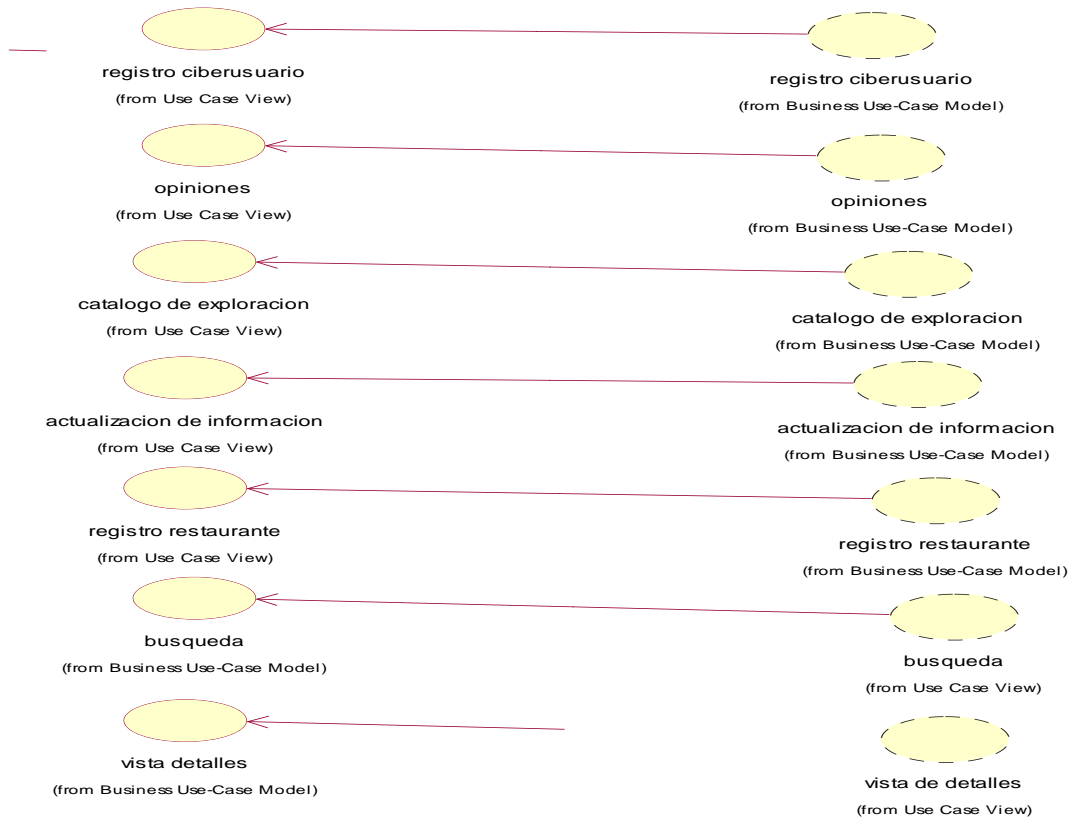 registro ciberusuario
(from Use Case View)
registro ciberusuario
(from Business Use-Case Model)
opiniones
(from Use Case View)
opiniones
(from Business Use-Case Model)
catalogo de exploracion
(from Use Case View)
catalogo de exploracion
(from Business Use-Case Model)
actualizacion de informacion
(from Use Case View)
actualizacion de informacion
(from Business Use-Case Model)
registro restaurante
(from Use Case View)
registro restaurante
(from Business Use-Case Model)
busqueda
(from Business Use-Case Model)
busqueda
(from Use Case View)
vista detalles
(from Business Use-Case Model)
vista de detalles
(from Use Case View)